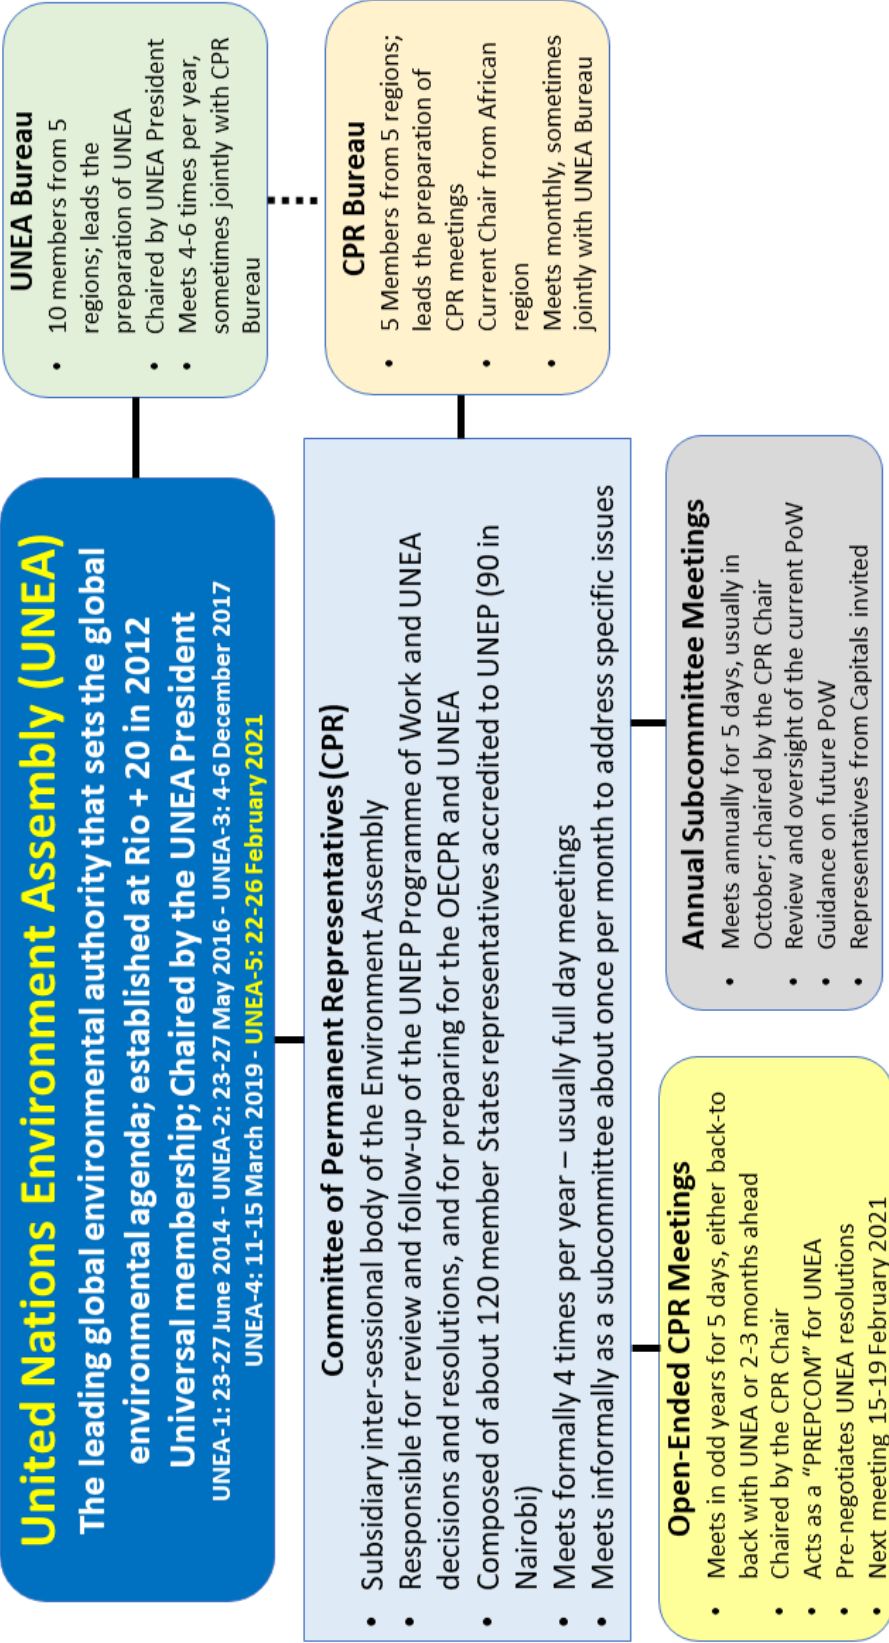 United Nations Environment Assembly (UNEA)
The leading global environmental authority that sets the global
environmental agenda; established at Rio + 20 in 2012
Universal membership; Chaired by the UNEA President
UNEA-1: 23-27 June 2014 - UNEA-2: 23-27 May 2016 - UNEA-3: 4-6 December 2017
UNEA-4: 11-15 March 2019 - UNEA-5: 22-26 February 2021
UNEA Bureau
• 10 members from 5
regions; leads the
preparation of UNEA
• Chaired by UNEA President
• Meets 4-6 times per year,
sometimes jointly with CPR
Bureau
Committee of Permanent Representatives (CPR)
• Subsidiary inter-sessional body of the Environment Assembly
• Responsible for review and follow-up of the UNEP Programme of Work and UNEA
decisions and resolutions, and for preparing for the OECPR and UNEA
• Composed of about 120 member States representatives accredited to UNEP (90 in
Nairobi)
• Meets formally 4 times per year – usually full day meetings
• Meets informally as a subcommittee about once per month to address specific issues
CPR Bureau
• 5 Members from 5 regions;
leads the preparation of
CPR meetings
• Current Chair from African
region
• Meets monthly, sometimes
jointly with UNEA Bureau
Open-Ended CPR Meetings
• Meets in odd years for 5 days, either back-to
back with UNEA or 2-3 months ahead
• Chaired by the CPR Chair
• Acts as a “PREPCOM” for UNEA
• Pre-negotiates UNEA resolutions
• Next meeting 15-19 February 2021
Annual Subcommittee Meetings
• Meets annually for 5 days, usually in
October; chaired by the CPR Chair
• Review and oversight of the current PoW
• Guidance on future PoW
• Representatives from Capitals invited